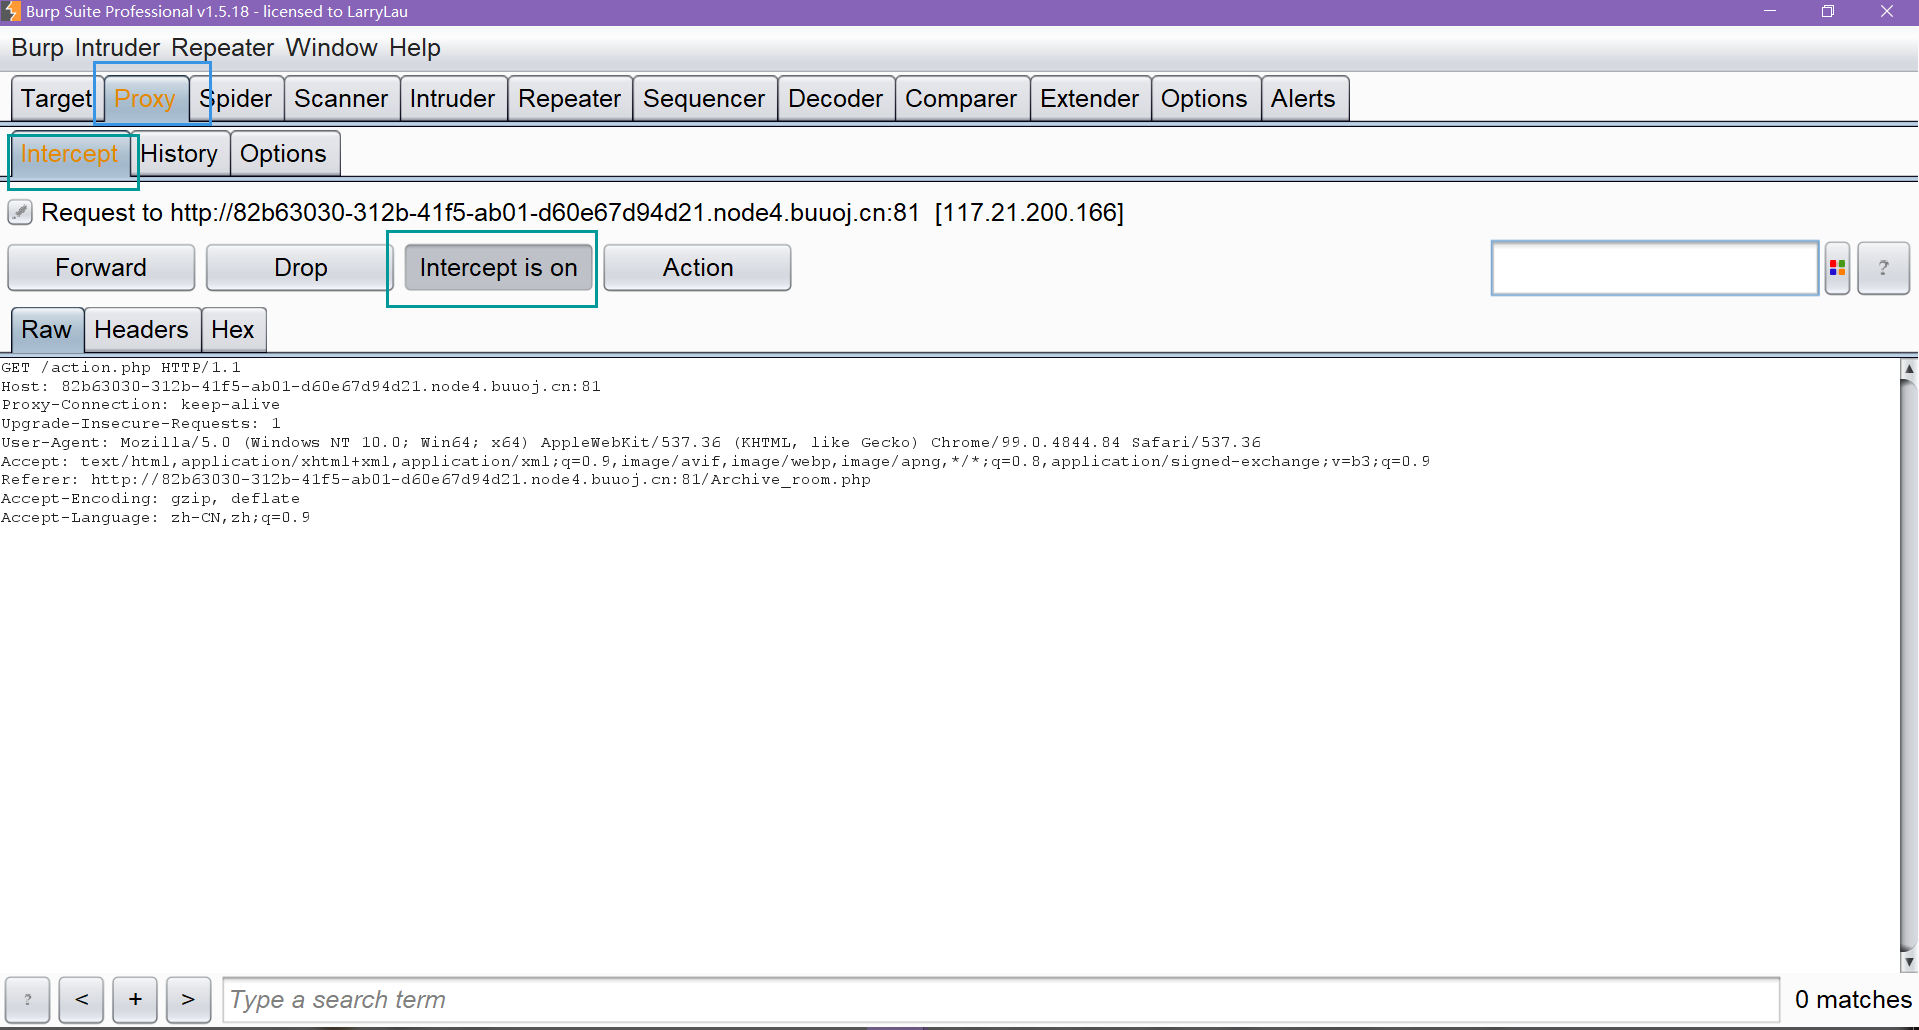 Burp Suite Professional v1.5.18 - licensed to LarryLau
Burp Intruder Repeater Window Help
Target Proxy Spider Scanner Intruder Repeater Sequencer Decoder Comparer Extender Options Alerts
Intercept History Options
Request to http://82b63030-312b-41f5-ab01-d60e67d94d21.node4.buuoj.cn:81 [117.21.200.166]
Forward Drop Intercept is on Action ?
Raw Headers Hex
GET /action.php HTTP/1.1
Host: 82b63030-312b-41f5-ab01-d60e67d94d21.node4.buuoj.cn:81
Proxy-Connection: keep-alive
Upgrade-Insecure-Requests: 1
User-Agent: Mozilla/5.0 (Windows NT 10.0; Win64; x64) AppleWebKit/537.36 (KHTML, like Gecko) Chrome/99.0.4844.84 Safari/537.36
Accept: text/html,application/xhtml+xml,application/xml;q=0.9,image/avif,image/webp,image/apng,*/*;q=0.8,application/signed-exchange;v=b3;q=0.9
Referer: http://82b63030-312b-41f5-ab01-d60e67d94d21.node4.buuoj.cn:81/Archive_room.php
Accept-Encoding: gzip, deflate
Accept-Language: zh-CN,zh;q=0.9
? < + > Type a search term 0 matches